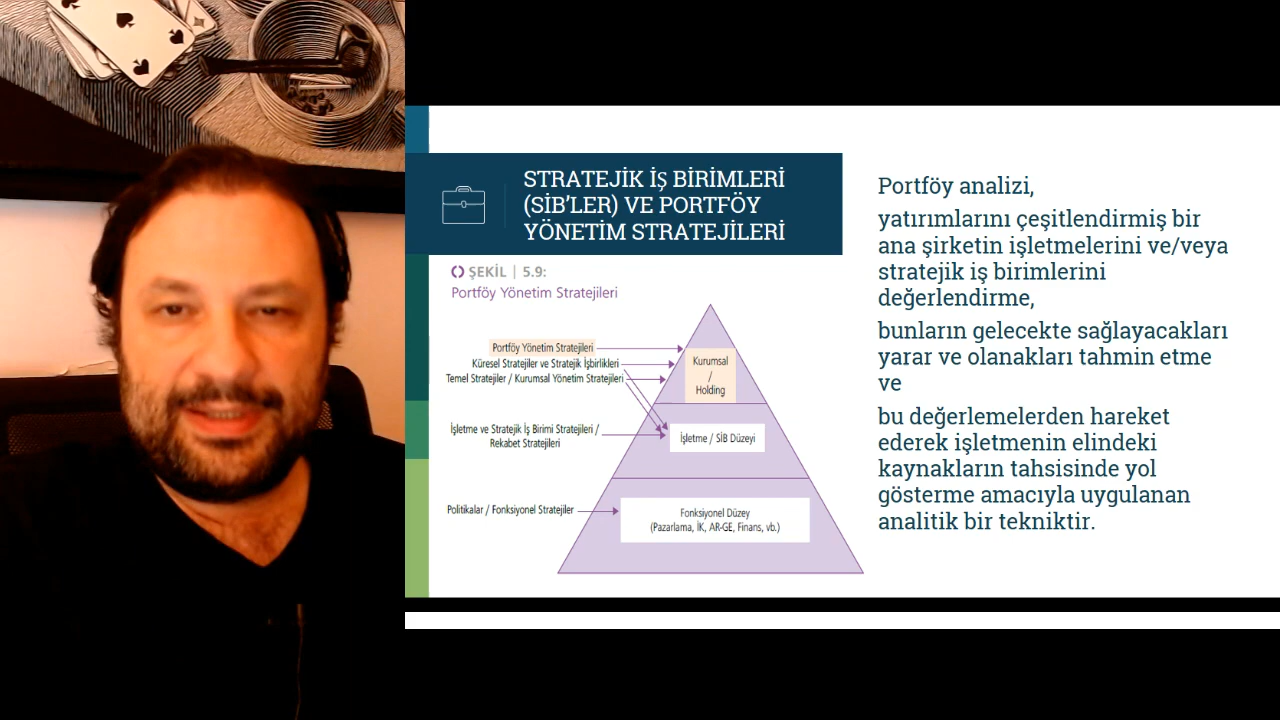 STRATEJİK İŞ BİRİMLERİ
(SİB'LER) VE PORTFÖY
YÖNETİM STRATEJİLERİ
ŞEKİL | 5.9:
Portföy Yönetim Stratejileri
Portföy Yönetim Stratejileri
Küresel Stratejiler ve Stratejik İşbirlikleri
Temel Stratejiler / Kurumsal Yönetim Stratejileri
Kurumsal
/
Holding
İşletme ve Stratejik İş Birimi Stratejileri /
Rekabet Stratejileri
İşletme / SİB Düzeyi
Politikalar / Fonksiyonel Stratejiler
Fonksiyonel Düzey
(Pazarlama, İK, AR-GE, Finans, vb.)
Portföy analizi,
yatırımlarını çeşitlendirmiş bir
ana şirketin işletmelerini ve/veya
stratejik iş birimlerini
değerlendirme,
bunların gelecekte sağlayacakları
yarar ve olanakları tahmin etme
ve
bu değerlemelerden hareket
ederek işletmenin elindeki
kaynakların tahsisinde yol
gösterme amacıyla uygulanan
analitik bir tekniktir.